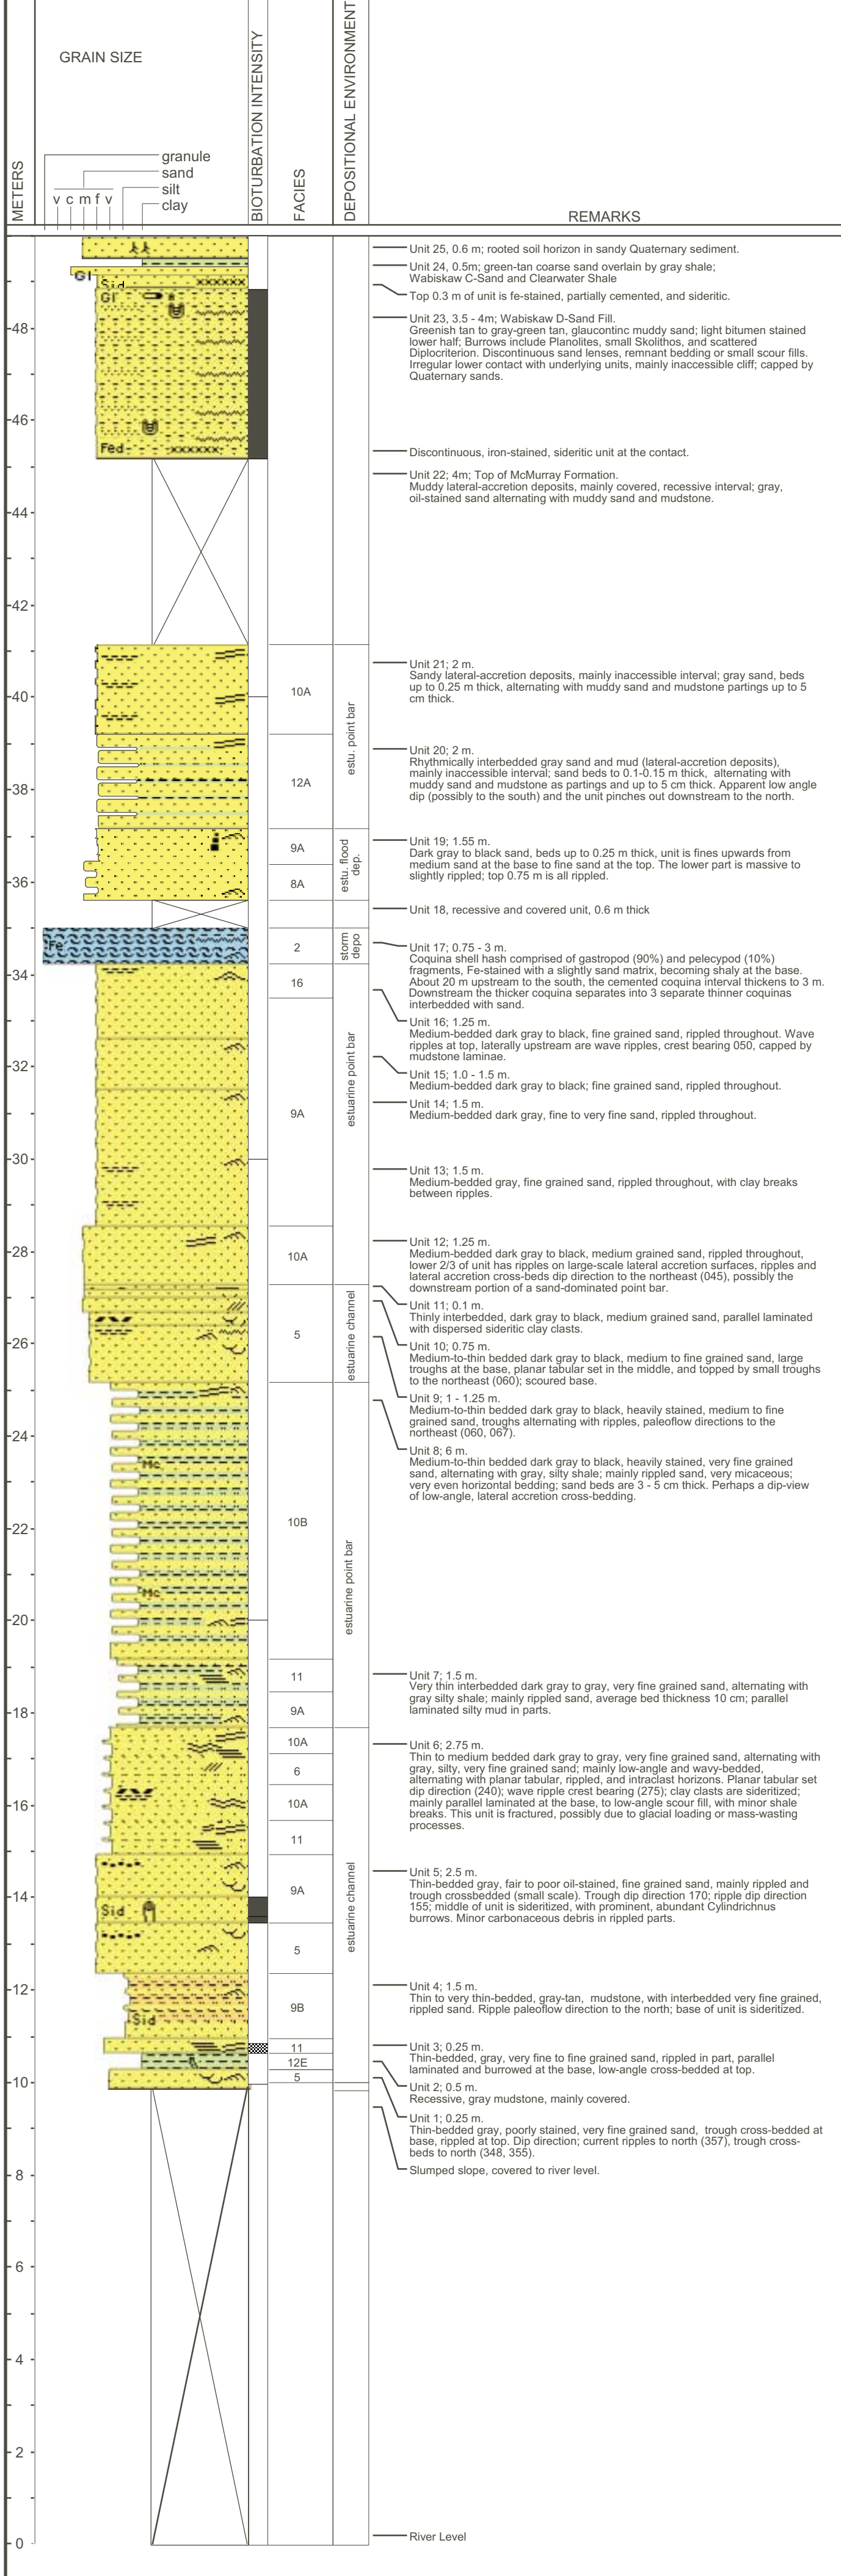 GRAIN SIZE
METERS
BIOTURBATION INTENSITY
FACIES
DEPOSITIONAL ENVIRONMENT
REMARKS
granule
sand
silt
clay
v c m f v
Unit 25, 0.6 m; rooted soil horizon in sandy Quaternary sediment.
Unit 24, 0.5m; green-tan coarse sand overlain by gray shale;
Wabiskaw C-Sand and Clearwater Shale
Gl
Sid
Top 0.3 m of unit is fe-stained, partially cemented, and sideritic.
Gl
48
Unit 23, 3.5 - 4m; Wabiskaw D-Sand Fill.
Greenish tan to gray-green tan, glaucontinc muddy sand; light bitumen stained
lower half; Burrows include Planolites, small Skolithos, and scattered
Diplocriterion. Discontinuous sand lenses, remnant bedding or small scour fills.
Irregular lower contact with underlying units, mainly inaccessible cliff; capped by
Quaternary sands.
46
Fed
Discontinuous, iron-stained, sideritic unit at the contact.
Unit 22; 4m; Top of McMurray Formation.
Muddy lateral-accretion deposits, mainly covered, recessive interval; gray,
oil-stained sand alternating with muddy sand and mudstone.
44
42
Unit 21; 2 m.
Sandy lateral-accretion deposits, mainly inaccessible interval; gray sand, beds
up to 0.25 m thick, alternating with muddy sand and mudstone partings up to 5
cm thick.
10A
40
estu. point bar
Unit 20; 2 m.
Rhythmically interbedded gray sand and mud (lateral-accretion deposits),
mainly inaccessible interval; sand beds to 0.1-0.15 m thick, alternating with
muddy sand and mudstone as partings and up to 5 cm thick. Apparent low angle
dip (possibly to the south) and the unit pinches out downstream to the north.
12A
38
Unit 19; 1.55 m.
Dark gray to black sand, beds up to 0.25 m thick, unit is fines upwards from
medium sand at the base to fine sand at the top. The lower part is massive to
slightly rippled; top 0.75 m is all rippled.
9A
8A
estu. flood
dep.
36
Unit 18, recessive and covered unit, 0.6 m thick
Fe
2
storm
depo
Unit 17; 0.75 - 3 m.
Coquina shell hash comprised of gastropod (90%) and pelecypod (10%)
fragments, Fe-stained with a slightly sand matrix, becoming shaly at the base.
About 20 m upstream to the south, the cemented coquina interval thickens to 3 m.
Downstream the thicker coquina separates into 3 separate thinner coquinas
interbedded with sand.
34
16
Unit 16; 1.25 m.
Medium-bedded dark gray to black, fine grained sand, rippled throughout. Wave
ripples at top, laterally upstream are wave ripples, crest bearing 050, capped by
mudstone laminae.
32
Unit 15; 1.0 - 1.5 m.
Medium-bedded dark gray to black; fine grained sand, rippled throughout.
estuarine point bar
9A
Unit 14; 1.5 m.
Medium-bedded dark gray, fine to very fine sand, rippled throughout.
30
Unit 13; 1.5 m.
Medium-bedded gray, fine grained sand, rippled throughout, with clay breaks
between ripples.
28
10A
Unit 12; 1.25 m.
Medium-bedded dark gray to black, medium grained sand, rippled throughout,
lower 2/3 of unit has ripples on large-scale lateral accretion surfaces, ripples and
lateral accretion cross-beds dip direction to the northeast (045), possibly the
downstream portion of a sand-dominated point bar.
Unit 11; 0.1 m.
Thinly interbedded, dark gray to black, medium grained sand, parallel laminated
with dispersed sideritic clay clasts.
5
estuarine channel
26
Unit 10; 0.75 m.
Medium-to-thin bedded dark gray to black, medium to fine grained sand, large
troughs at the base, planar tabular set in the middle, and topped by small troughs
to the northeast (060); scoured base.
Unit 9; 1 - 1.25 m.
Medium-to-thin bedded dark gray to black, heavily stained, medium to fine
grained sand, troughs alternating with ripples, paleoflow directions to the
northeast (060, 067).
24
Mc
Unit 8; 6 m.
Medium-to-thin bedded dark gray to black, heavily stained, very fine grained
sand, alternating with gray, silty shale; mainly rippled sand, very micaceous;
very even horizontal bedding; sand beds are 3 - 5 cm thick. Perhaps a dip-view
of low-angle, lateral accretion cross-bedding.
22
10B
Mc
estuarine point bar
20
11
Unit 7; 1.5 m.
Very thin interbedded dark gray to gray, very fine grained sand, alternating with
gray silty shale; mainly rippled sand, average bed thickness 10 cm; parallel
laminated silty mud in parts.
18
9A
10A
6
10A
11
16
Unit 6; 2.75 m.
Thin to medium bedded dark gray to gray, very fine grained sand, alternating with
gray, silty, very fine grained sand; mainly low-angle and wavy-bedded,
alternating with planar tabular, rippled, and intraclast horizons. Planar tabular set
dip direction (240); wave ripple crest bearing (275); clay clasts are sideritized;
mainly parallel laminated at the base, to low-angle scour fill, with minor shale
breaks. This unit is fractured, possibly due to glacial loading or mass-wasting
processes.
estuarine channel
9A
14
Sid
Unit 5; 2.5 m.
Thin-bedded gray, fair to poor oil-stained, fine grained sand, mainly rippled and
trough crossbedded (small scale). Trough dip direction 170; ripple dip direction
155; middle of unit is sideritized, with prominent, abundant Cylindrichnus
burrows. Minor carbonaceous debris in rippled parts.
5
12
9B
Sid
Unit 4; 1.5 m.
Thin to very thin-bedded, gray-tan, mudstone, with interbedded very fine grained,
rippled sand. Ripple paleoflow direction to the north; base of unit is sideritized.
11
12E
5
Unit 3; 0.25 m.
Thin-bedded, gray, very fine to fine grained sand, rippled in part, parallel
laminated and burrowed at the base, low-angle cross-bedded at top.
10
Unit 2; 0.5 m.
Recessive, gray mudstone, mainly covered.
Unit 1; 0.25 m.
Thin-bedded gray, poorly stained, very fine grained sand, trough cross-bedded at
base, rippled at top. Dip direction; current ripples to north (357), trough cross-
beds to north (348, 355).
Slumped slope, covered to river level.
8
6
4
2
0
River Level